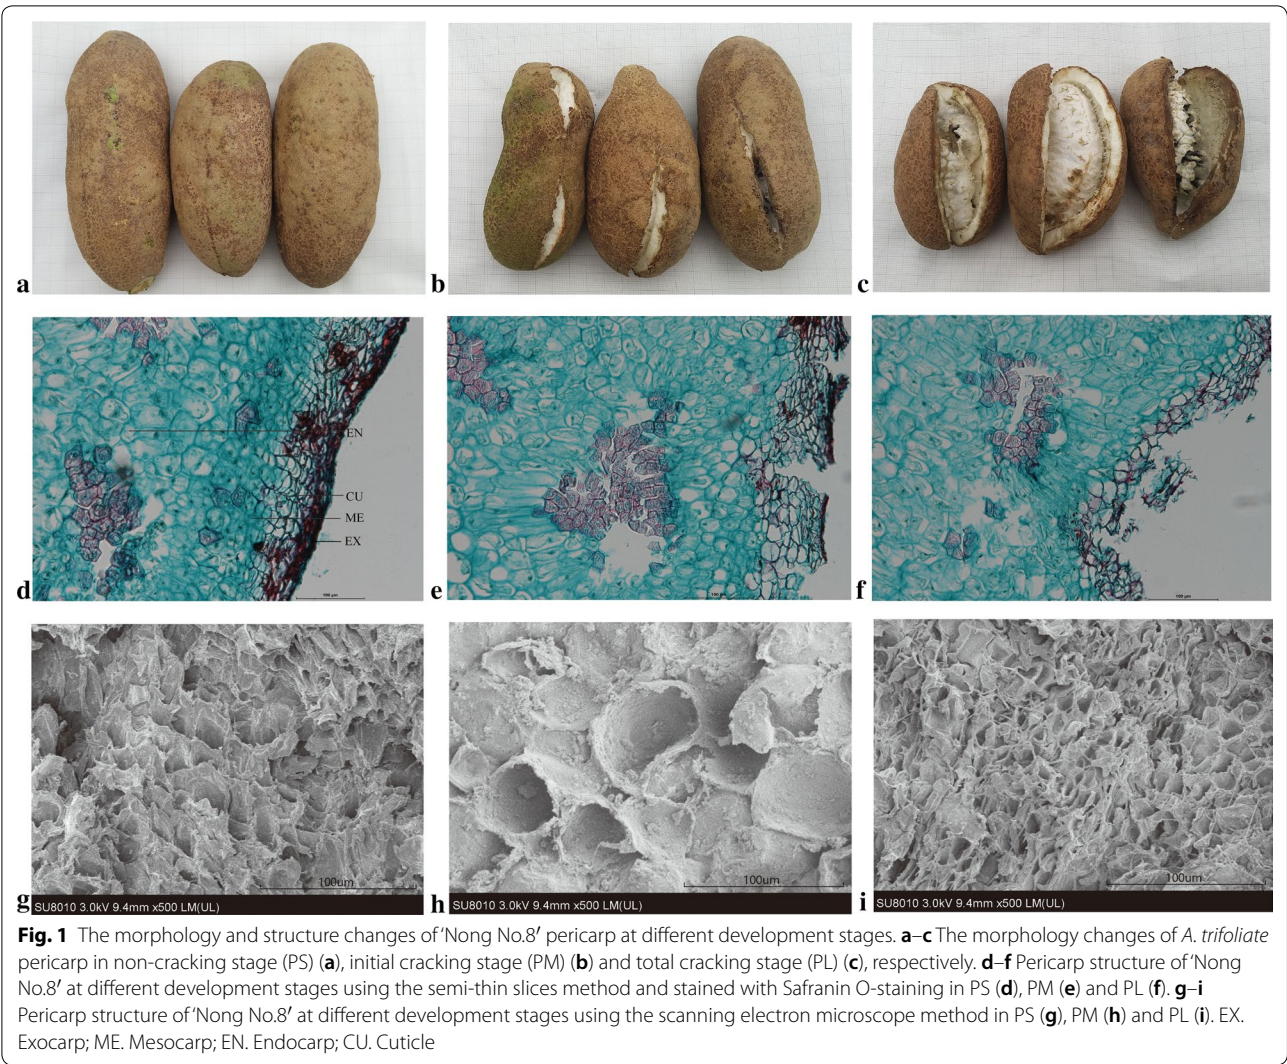 a
b
c
EN
CU
ME
EX
100 μm
d
100 μm
e
100 μm
f
100um
SU8010 3.0kV 9.4mm x500 LM(UL)
g
100um
SU8010 3.0kV 9.4mm x500 LM(UL)
h
100um
SU8010 3.0kV 9.4mm x500 LM(UL)
i
Fig. 1 The morphology and structure changes of ‘Nong No.8′ pericarp at different development stages. a–c The morphology changes of A. trifoliate
pericarp in non-cracking stage (PS) (a), initial cracking stage (PM) (b) and total cracking stage (PL) (c), respectively. d–f Pericarp structure of ‘Nong
No.8′ at different development stages using the semi-thin slices method and stained with Safranin O-staining in PS (d), PM (e) and PL (f). g–i
Pericarp structure of ‘Nong No.8′ at different development stages using the scanning electron microscope method in PS (g), PM (h) and PL (i). EX.
Exocarp; ME. Mesocarp; EN. Endocarp; CU. Cuticle